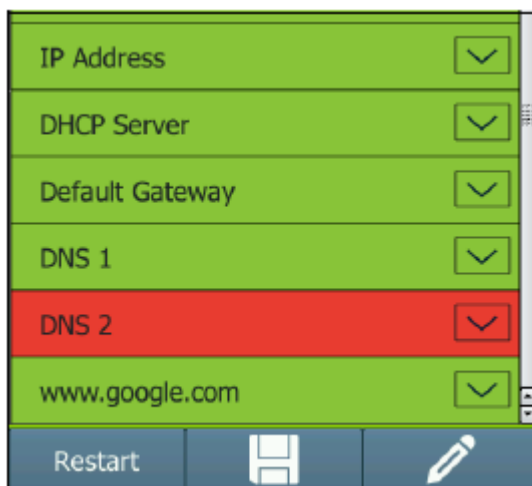 IP Address
DHCP Server
Default Gateway
DNS 1
DNS 2
www.google.com
Restart